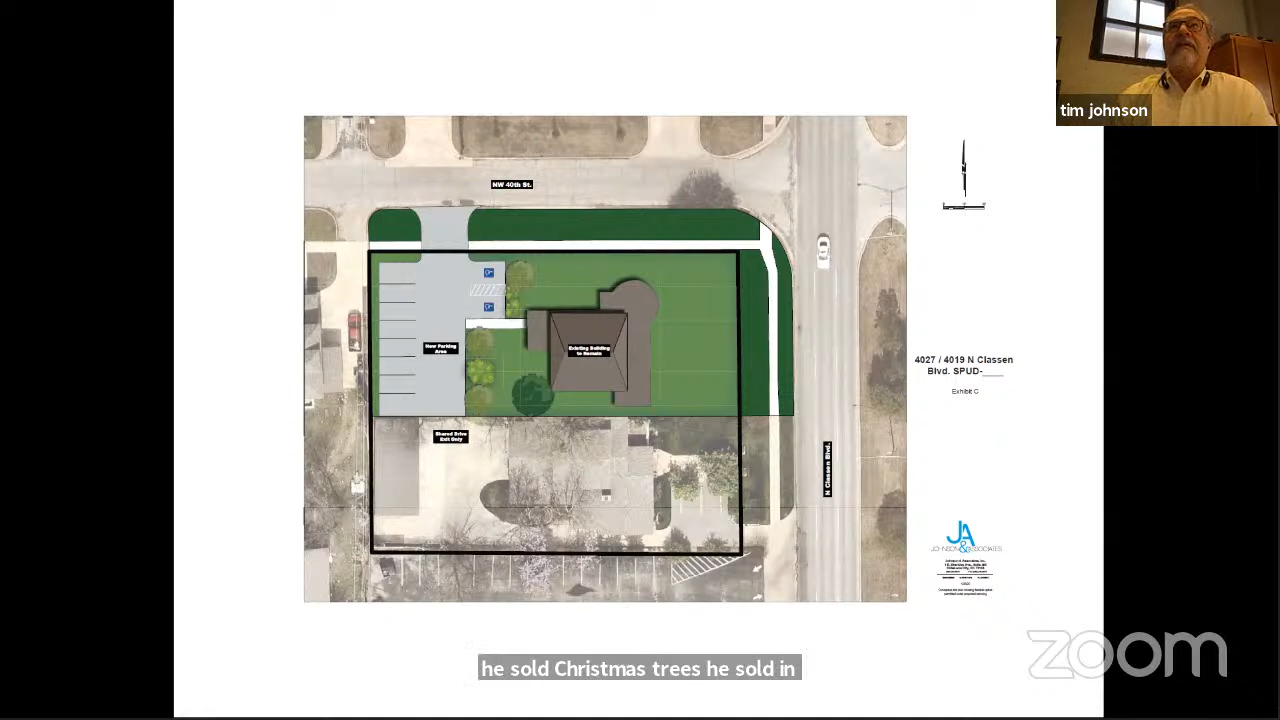 tim johnson
NW 40th St.
New Parking
Area
Existing Building
to Remain
Shared Drive
Exit Only
N Classen Blvd.
4027 / 4019 N Classen
Blvd. SPUD-____
Exhibit C
JA
&
JOHNSON ASSOCIATES
he sold Christmas trees he sold in
zoom